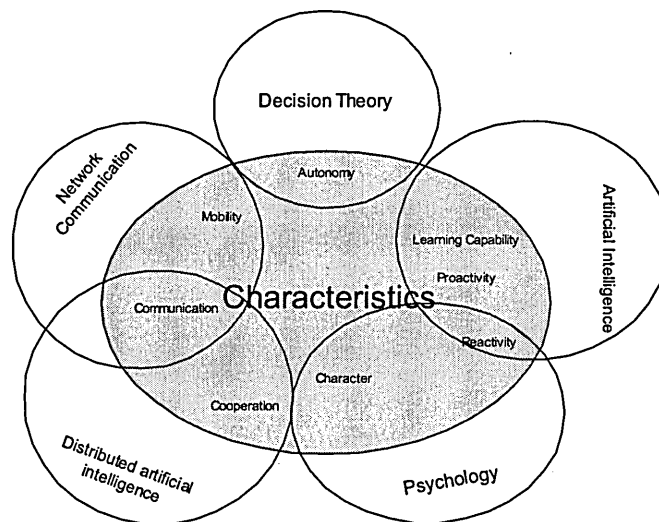 Decision Theory
Network
Communication
Autonomy
Artificial Intelligence
Mobility
Learning Capability
Proactivity
Characteristics
Communication
Reactivity
Character
Cooperation
Distributed artificial
intelligence
Psychology